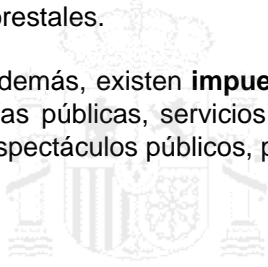 orestales.
demás, existen impue
as públicas, servicios
spectáculos públicos, p